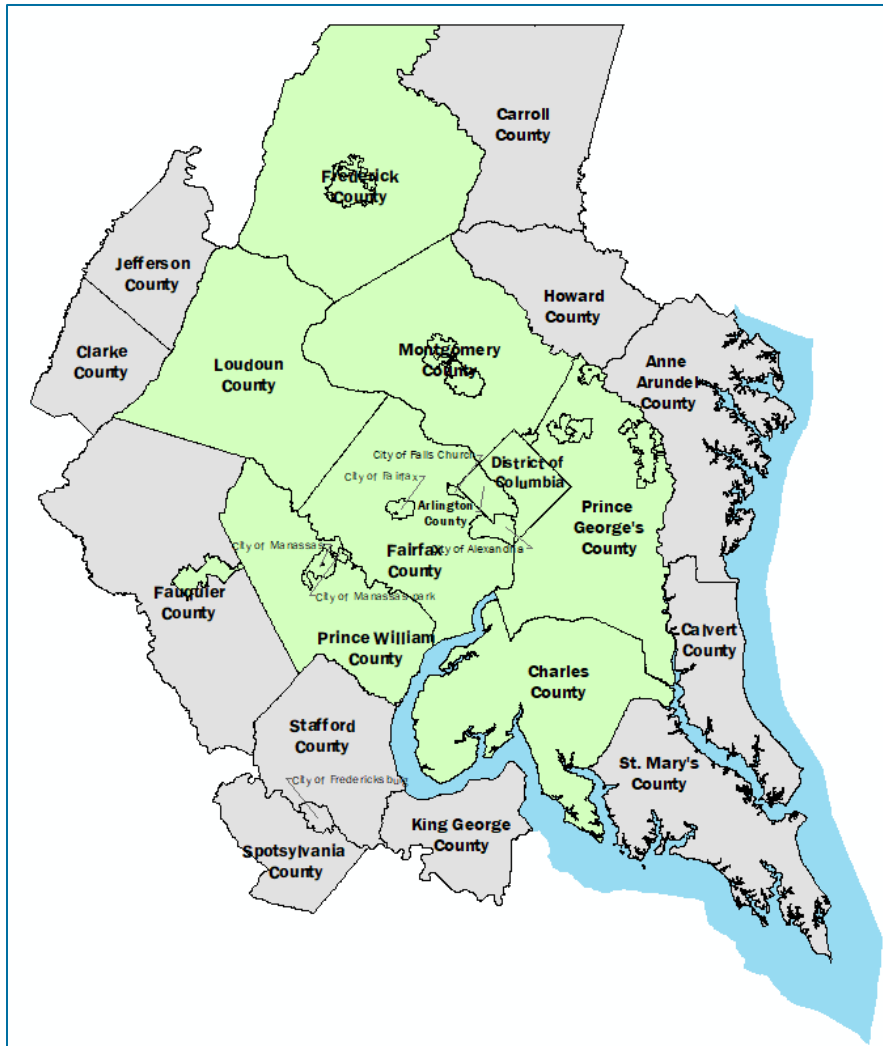 Carroll
County
Frederick
County
Jefferson
County
Howard
County
Clarke
County
Loudoun
County
Montgomery
County
Anne
Arundel
County
City of Falls Church
District of
Columbia
City of Fairfax
Arlington
County
Prince
George's
County
City of Manassas
Fairfax
County
City of Alexandria
Fauquier
County
City of Manassas park
Prince William
County
Calvert
County
Charles
County
Stafford
County
St. Mary's
County
City of Fredericksburg
King George
County
Spotsylvania
County